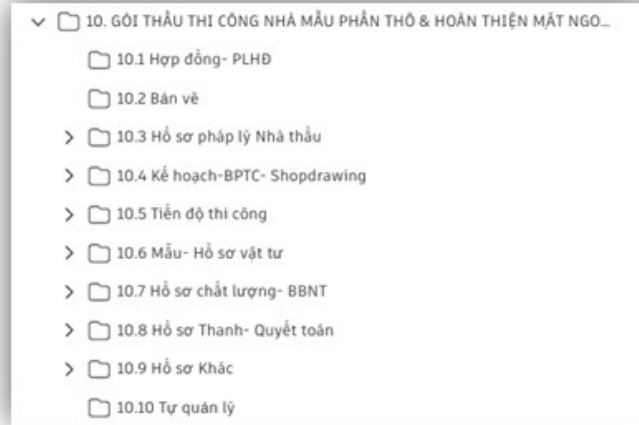 10. GÓI THẦU THI CÔNG NHÀ MẪU PHẦN THÔ & HOÀN THIỆN MẶT NGO...
10.1 Hợp đồng- PLHĐ
10.2 Bản vẽ
10.3 Hồ sơ pháp lý Nhà thầu
10.4 Kế hoạch-BPTC- Shopdrawing
10.5 Tiến độ thi công
10.6 Mẫu- Hồ sơ vật tư
10.7 Hồ sơ chất lượng- BBNT
10.8 Hồ sơ Thanh- Quyết toán
10.9 Hồ sơ Khác
10.10 Tự quản lý